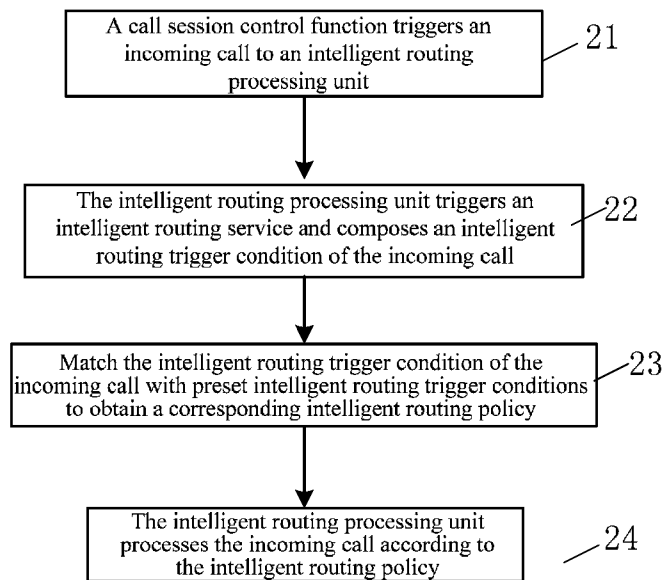 A call session control function triggers an
incoming call to an intelligent routing
processing unit
21
The intelligent routing processing unit triggers an
intelligent routing service and composes an intelligent
routing trigger condition of the incoming call
22
Match the intelligent routing trigger condition of the
incoming call with preset intelligent routing trigger conditions
to obtain a corresponding intelligent routing policy
23
The intelligent routing processing unit
processes the incoming call according to
the intelligent routing policy
24